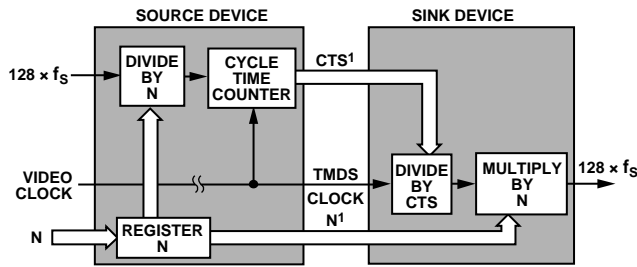 SOURCE DEVICE
SINK DEVICE
128 × fS
DIVIDE
BY
N
CYCLE
TIME
COUNTER
CTS1
VIDEO
CLOCK
TMDS
CLOCK
N1
DIVIDE
BY
CTS
MULTIPLY
BY
N
128 × fS
N
REGISTER
N